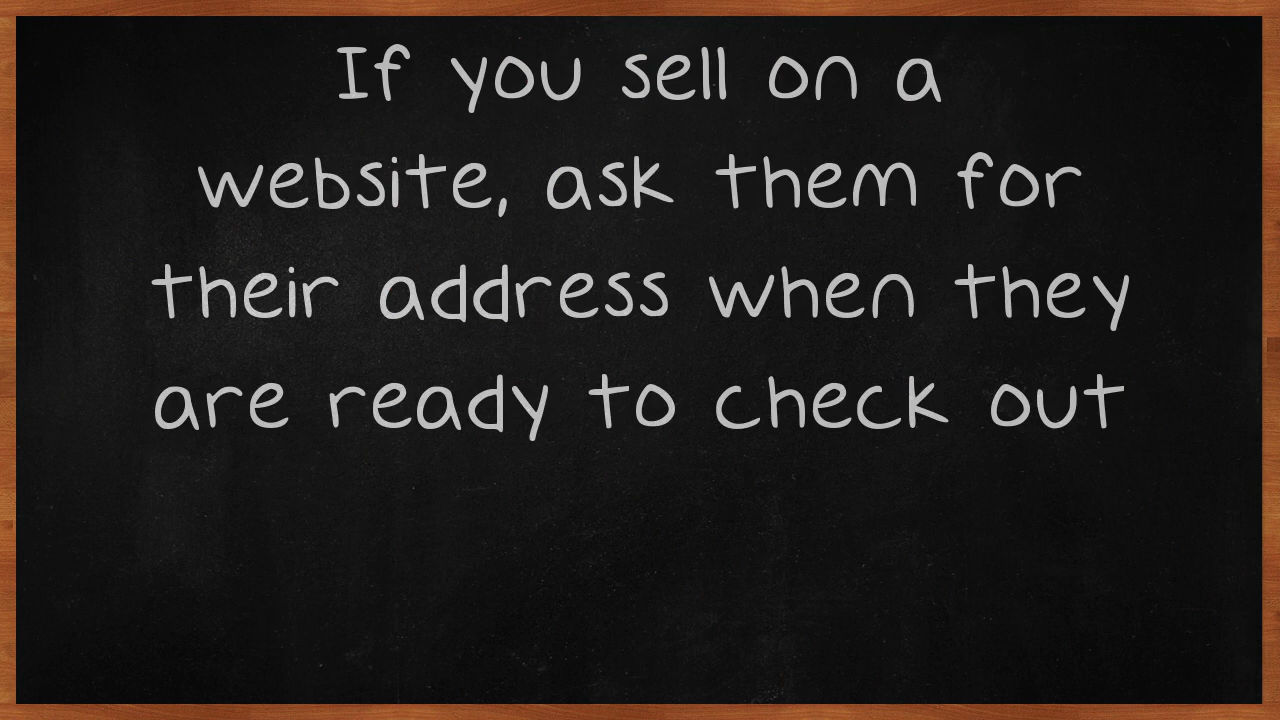 If you sell on a
website, ask them for
their address when they
are ready to check out